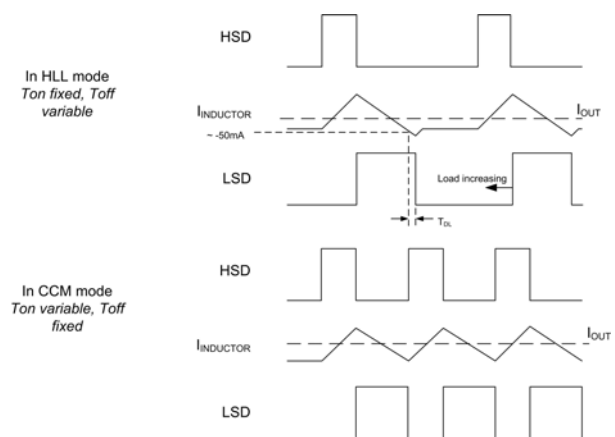 HSD
In HLL mode
Ton fixed, Toff
variable
IINDUCTOR
IOUT
~ -50mA
LSD
Load increasing
TDL
HSD
In CCM mode
Ton variable, Toff
fixed
IINDUCTOR
IOUT
LSD